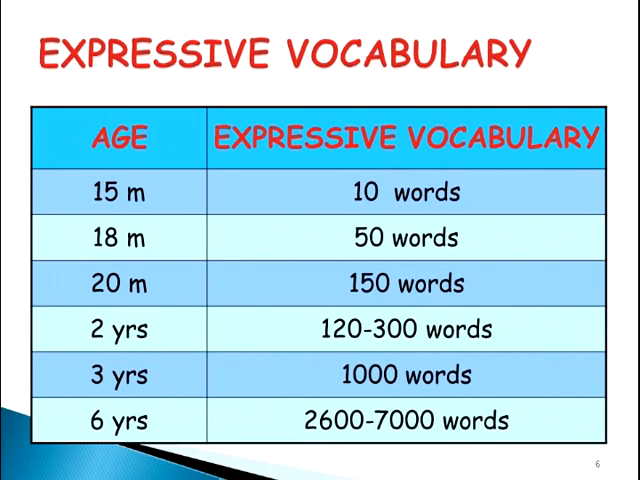 EXPRESSIVE VOCABULARY
AGE EXPRESSIVE VOCABULARY
15 m 10 words
18 m 50 words
20 m 150 words
2 yrs 120-300 words
3 yrs 1000 words
6 yrs 2600-7000 words
6